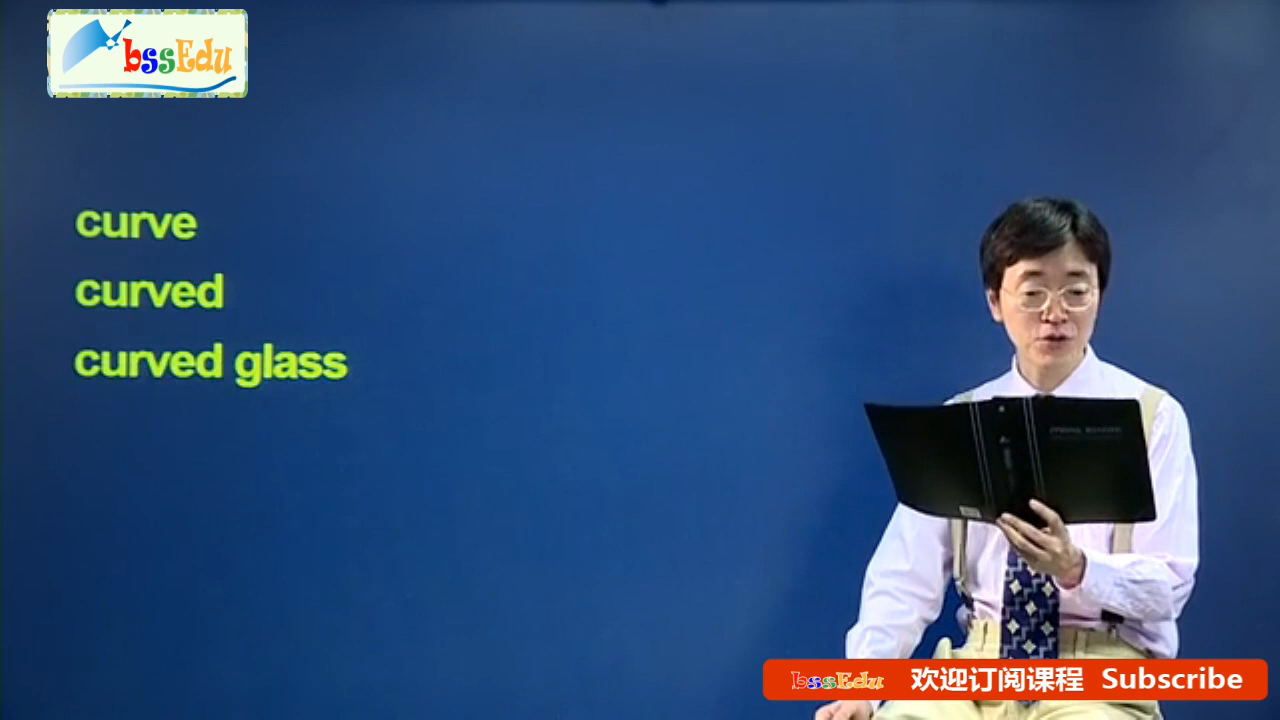 bssEdu
curve
curved
curved glass
bssEdu 欢迎订阅课程 Subscribe